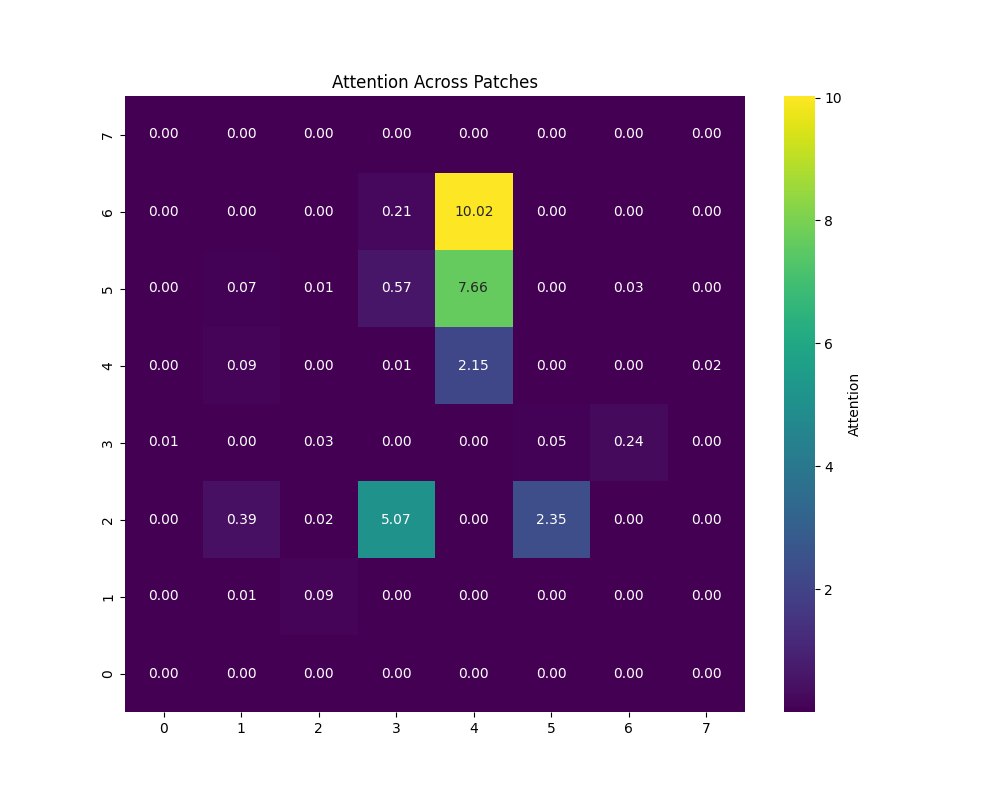 Attention Across Patches
7 0.00 0.00 0.00 0.00 0.00 0.00 0.00 0.00
6 0.00 0.00 0.00 0.21 10.02 0.00 0.00 0.00
5 0.00 0.07 0.01 0.57 7.66 0.00 0.03 0.00
4 0.00 0.09 0.00 0.01 2.15 0.00 0.00 0.02
3 0.01 0.00 0.03 0.00 0.00 0.05 0.24 0.00
2 0.00 0.39 0.02 5.07 0.00 2.35 0.00 0.00
1 0.00 0.01 0.09 0.00 0.00 0.00 0.00 0.00
0 0.00 0.00 0.00 0.00 0.00 0.00 0.00 0.00
0 1 2 3 4 5 6 7
10
8
6
4
2
Attention